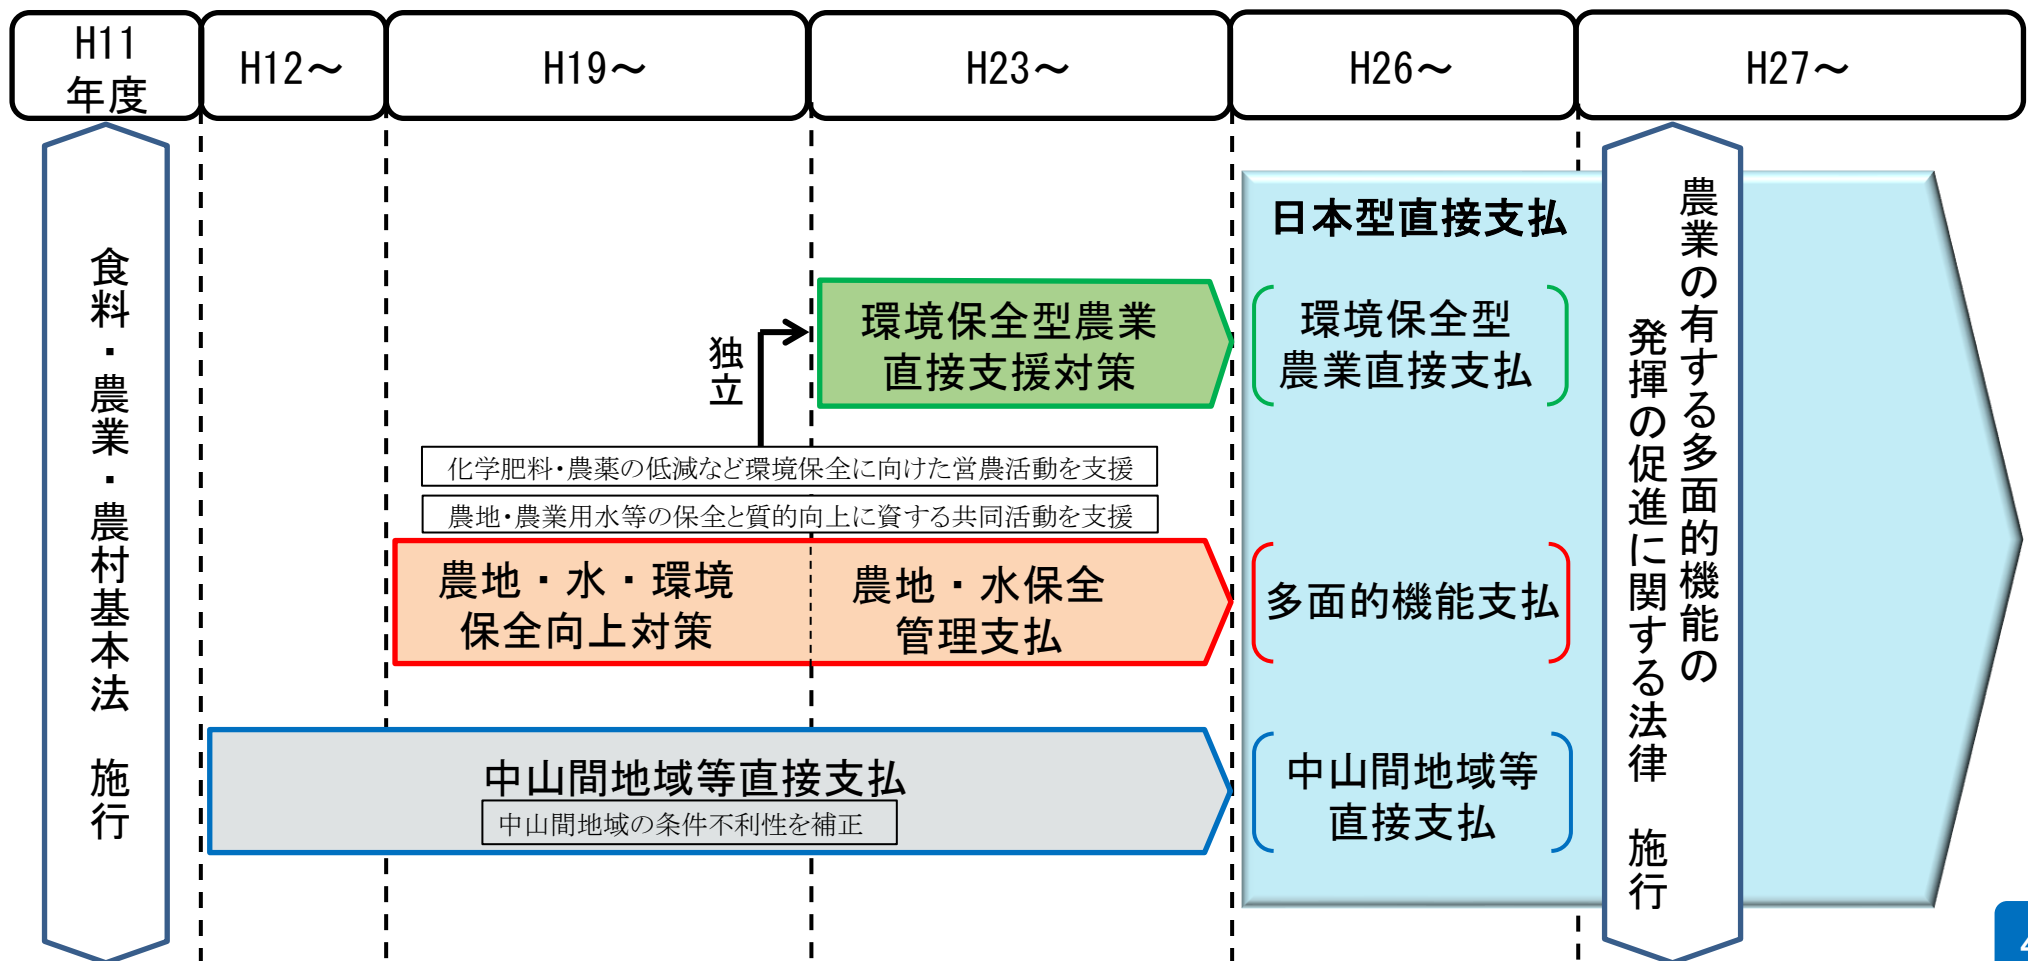 H11
年度
H12～
H19～
H23～
H26～
H27～
食料・農業・農村基本法　施行
日本型直接支払
農業の有する多面的機能の
発揮の促進に関する法律　施行
独立
環境保全型農業
直接支援対策
環境保全型
農業直接支払
化学肥料・農薬の低減など環境保全に向けた営農活動を支援
農地・農業用水等の保全と質的向上に資する共同活動を支援
農地・水・環境
保全向上対策
農地・水保全
管理支払
多面的機能支払
中山間地域等直接支払
中山間地域の条件不利性を補正
中山間地域等
直接支払